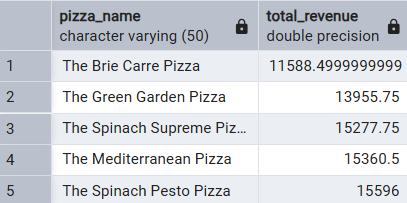 pizza_name total_revenue
character varying (50) double precision
1 The Brie Carre Pizza 11588.4999999999
2 The Green Garden Pizza 13955.75
3 The Spinach Supreme Piz... 15277.75
4 The Mediterranean Pizza 15360.5
5 The Spinach Pesto Pizza 15596